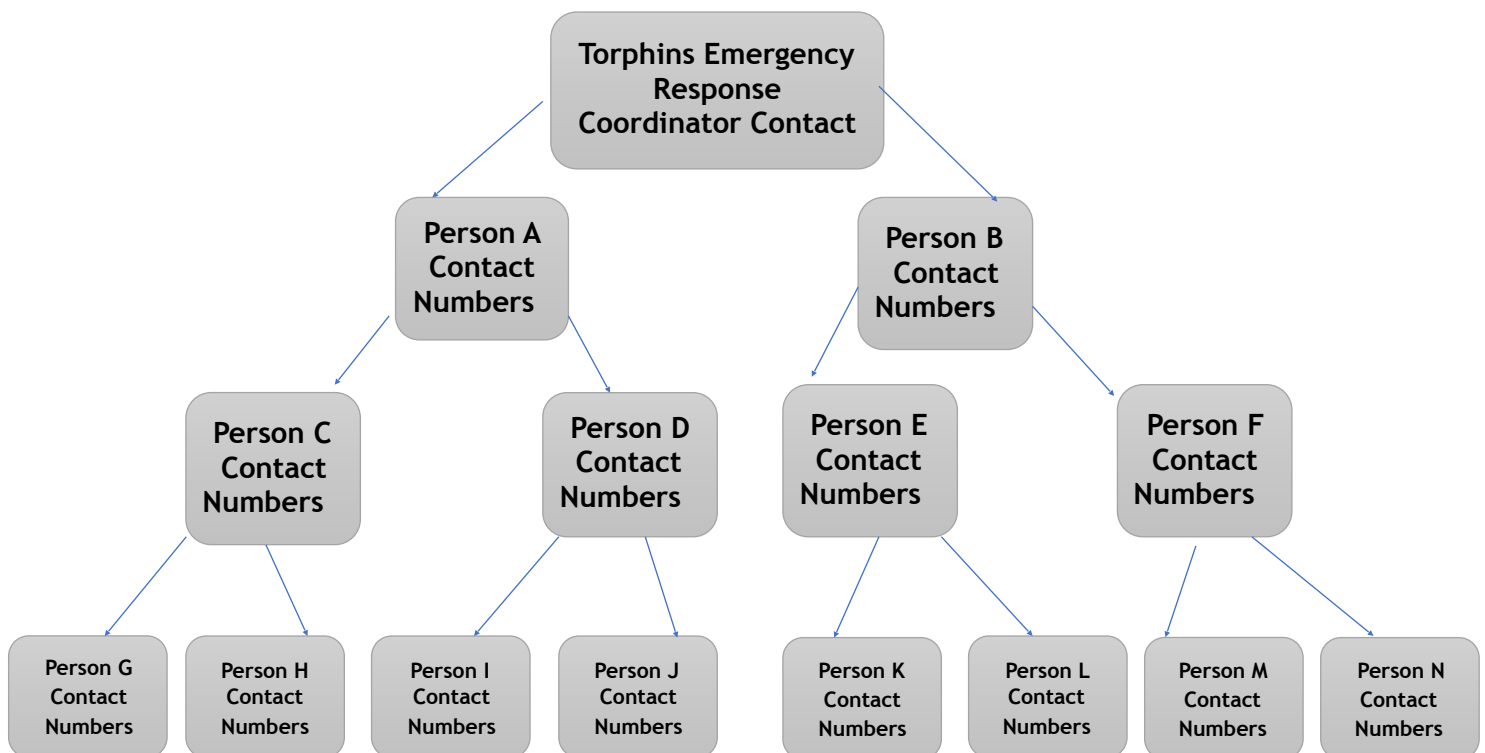 Torphins Emergency
Response
Coordinator Contact
Person A
Contact
Numbers
Person B
Contact
Numbers
Person C
Contact
Numbers
Person D
Contact
Numbers
Person E
Contact
Numbers
Person F
Contact
Numbers
Person G
Contact
Numbers
Person H
Contact
Numbers
Person I
Contact
Numbers
Person J
Contact
Numbers
Person K
Contact
Numbers
Person L
Contact
Numbers
Person M
Contact
Numbers
Person N
Contact
Numbers